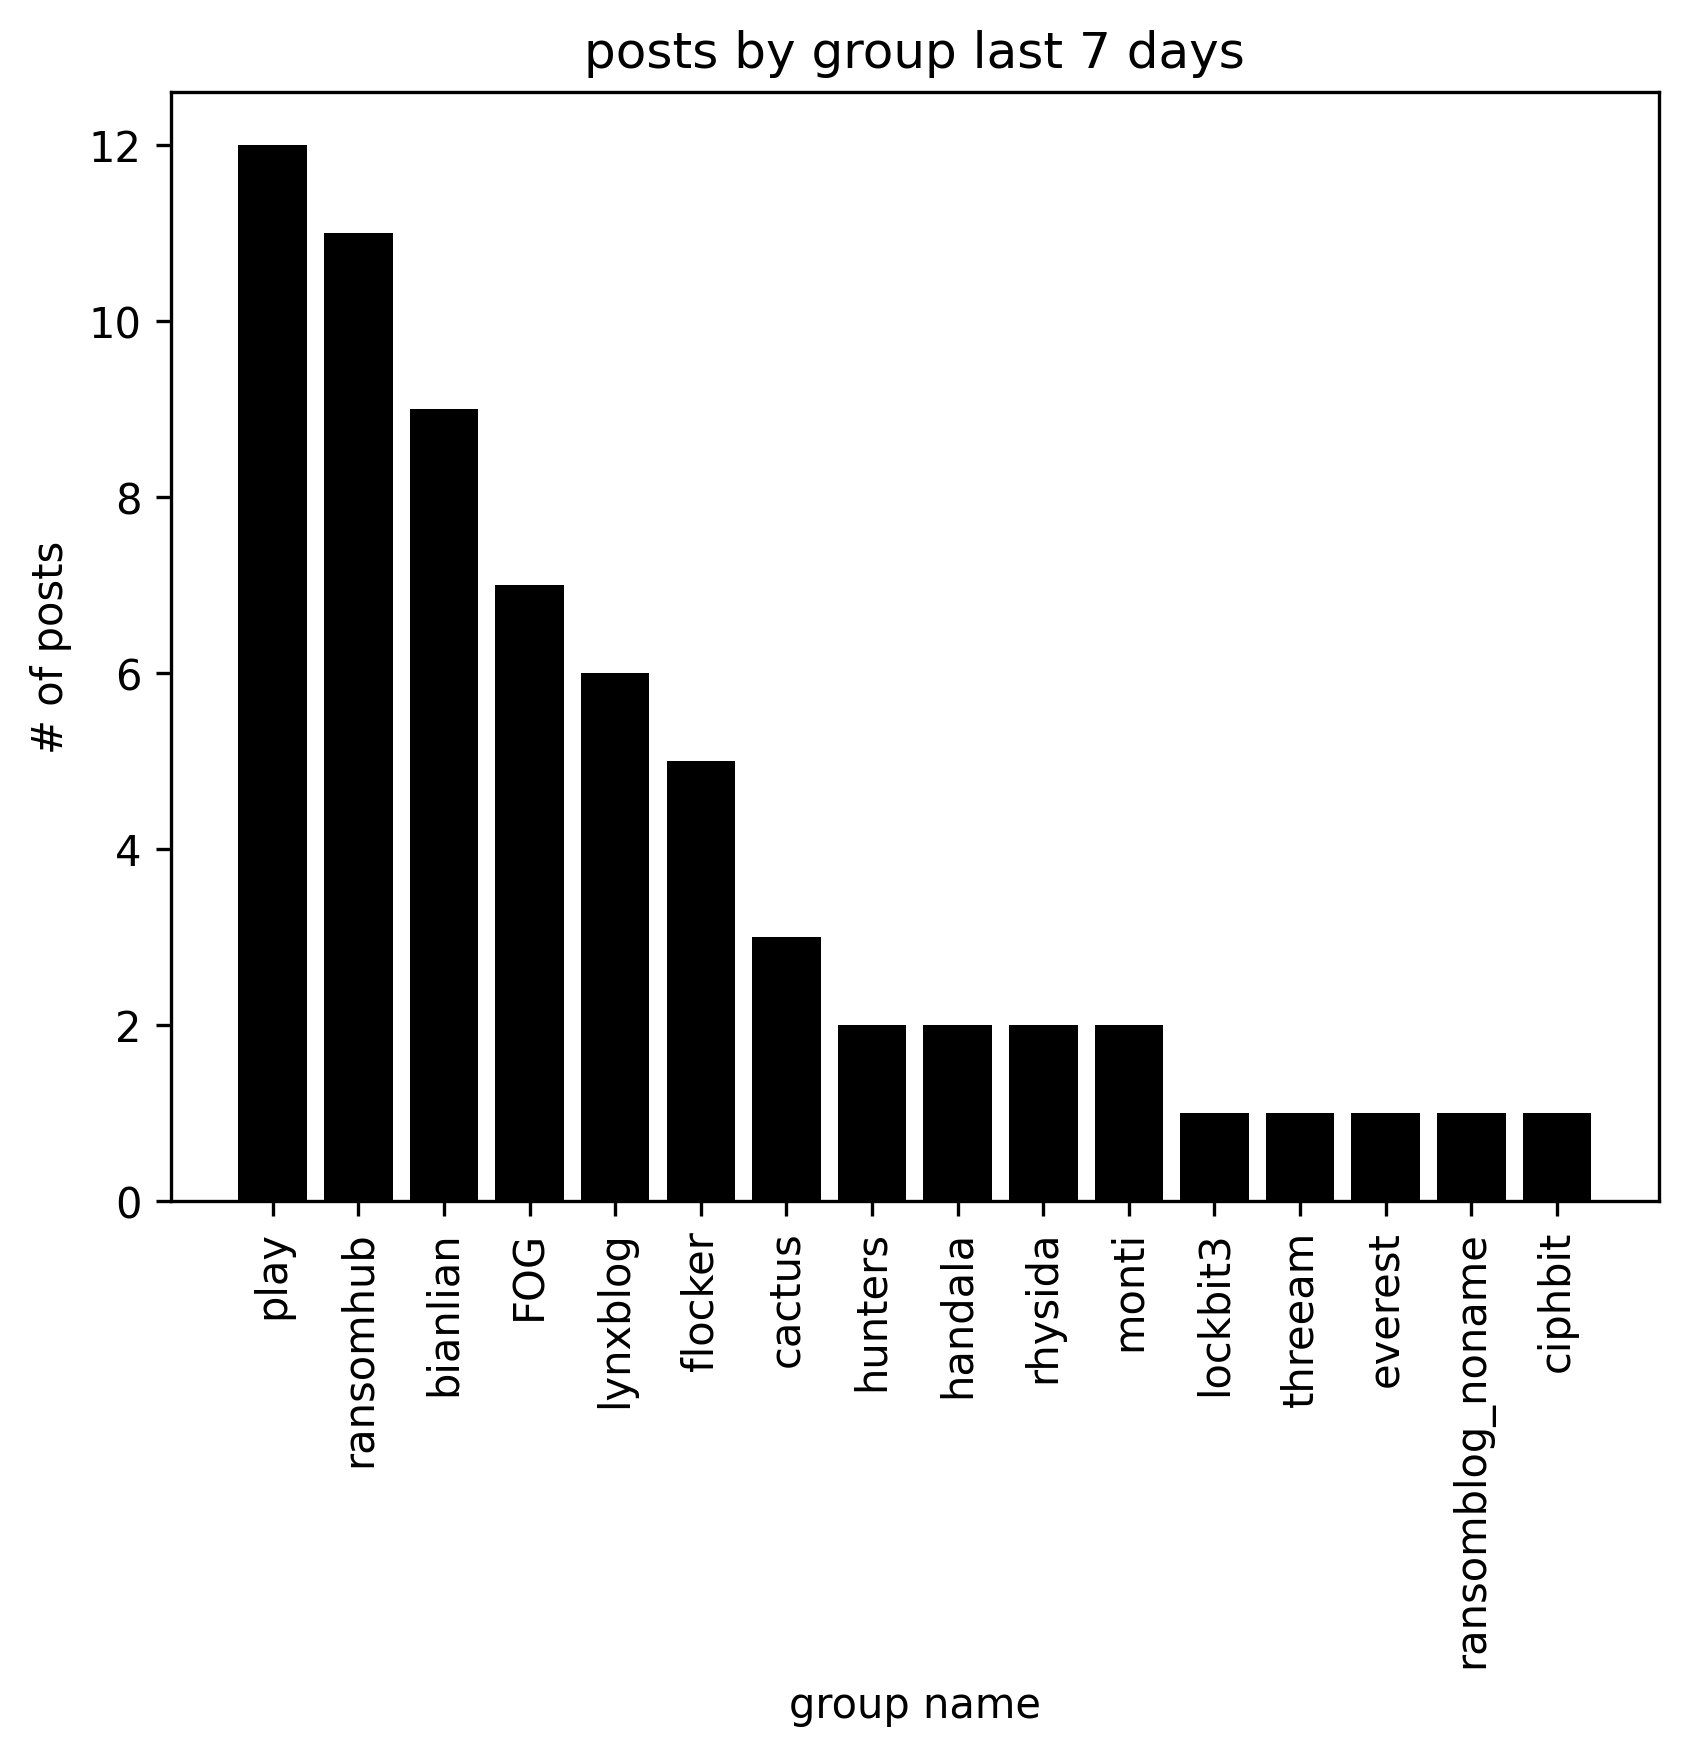 posts by group last 7 days
12
10
8
6
4
2
0
# of posts
play
ransomhub
bianlian
FOG
lynxblog
flocker
cactus
hunters
handala
rhysida
monti
lockbit3
threeam
everest
ransomblog_noname
ciphbit
group name